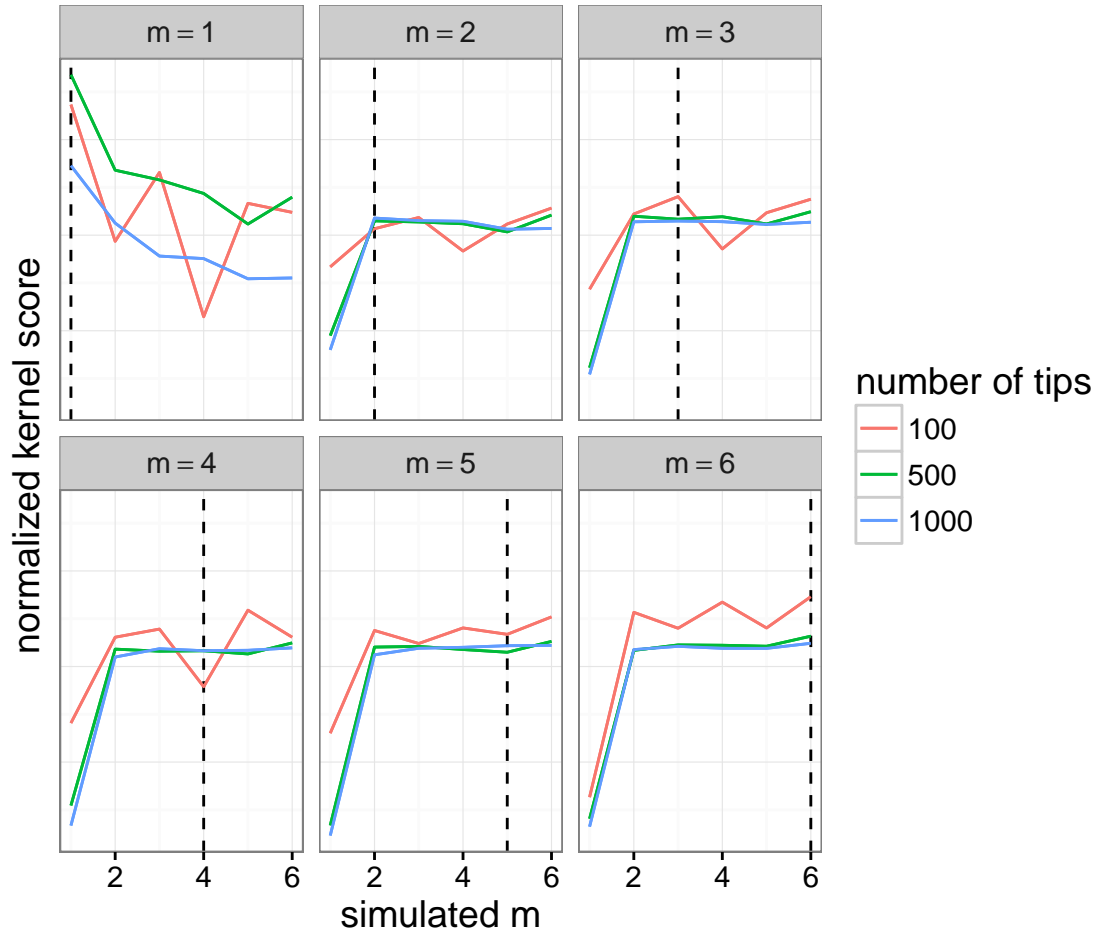 m = 1
m = 2
m = 3
m = 4
m = 5
m = 6
normalized kernel score
2
4
6
2
4
6
2
4
6
simulated m
number of tips
100
500
1000